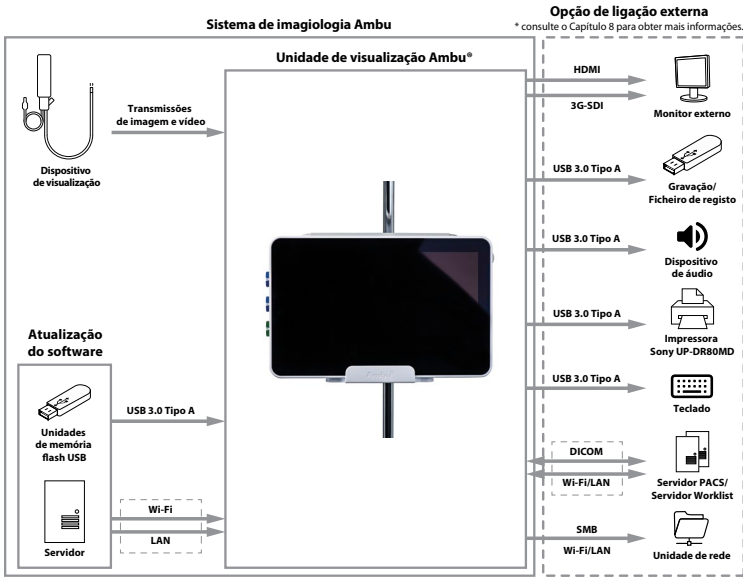 Sistema de imagiologia Ambu
Opção de ligação externa
* consulte o Capítulo 8 para obter mais informações.
Unidade de visualização Ambu®
Transmissões
de imagem e vídeo
Dispositivo
de visualização
Atualização
do software
Unidades
de memória
flash USB
USB 3.0 Tipo A
Servidor
Wi-Fi
LAN
HDMI
3G-SDI
Monitor externo
USB 3.0 Tipo A
Gravação/
Ficheiro de registo
USB 3.0 Tipo A
Dispositivo
de áudio
USB 3.0 Tipo A
Impressora
Sony UP-DR80MD
USB 3.0 Tipo A
Teclado
DICOM
Wi-Fi/LAN
Servidor PACS/
Servidor Worklist
SMB
Wi-Fi/LAN
Unidade de rede